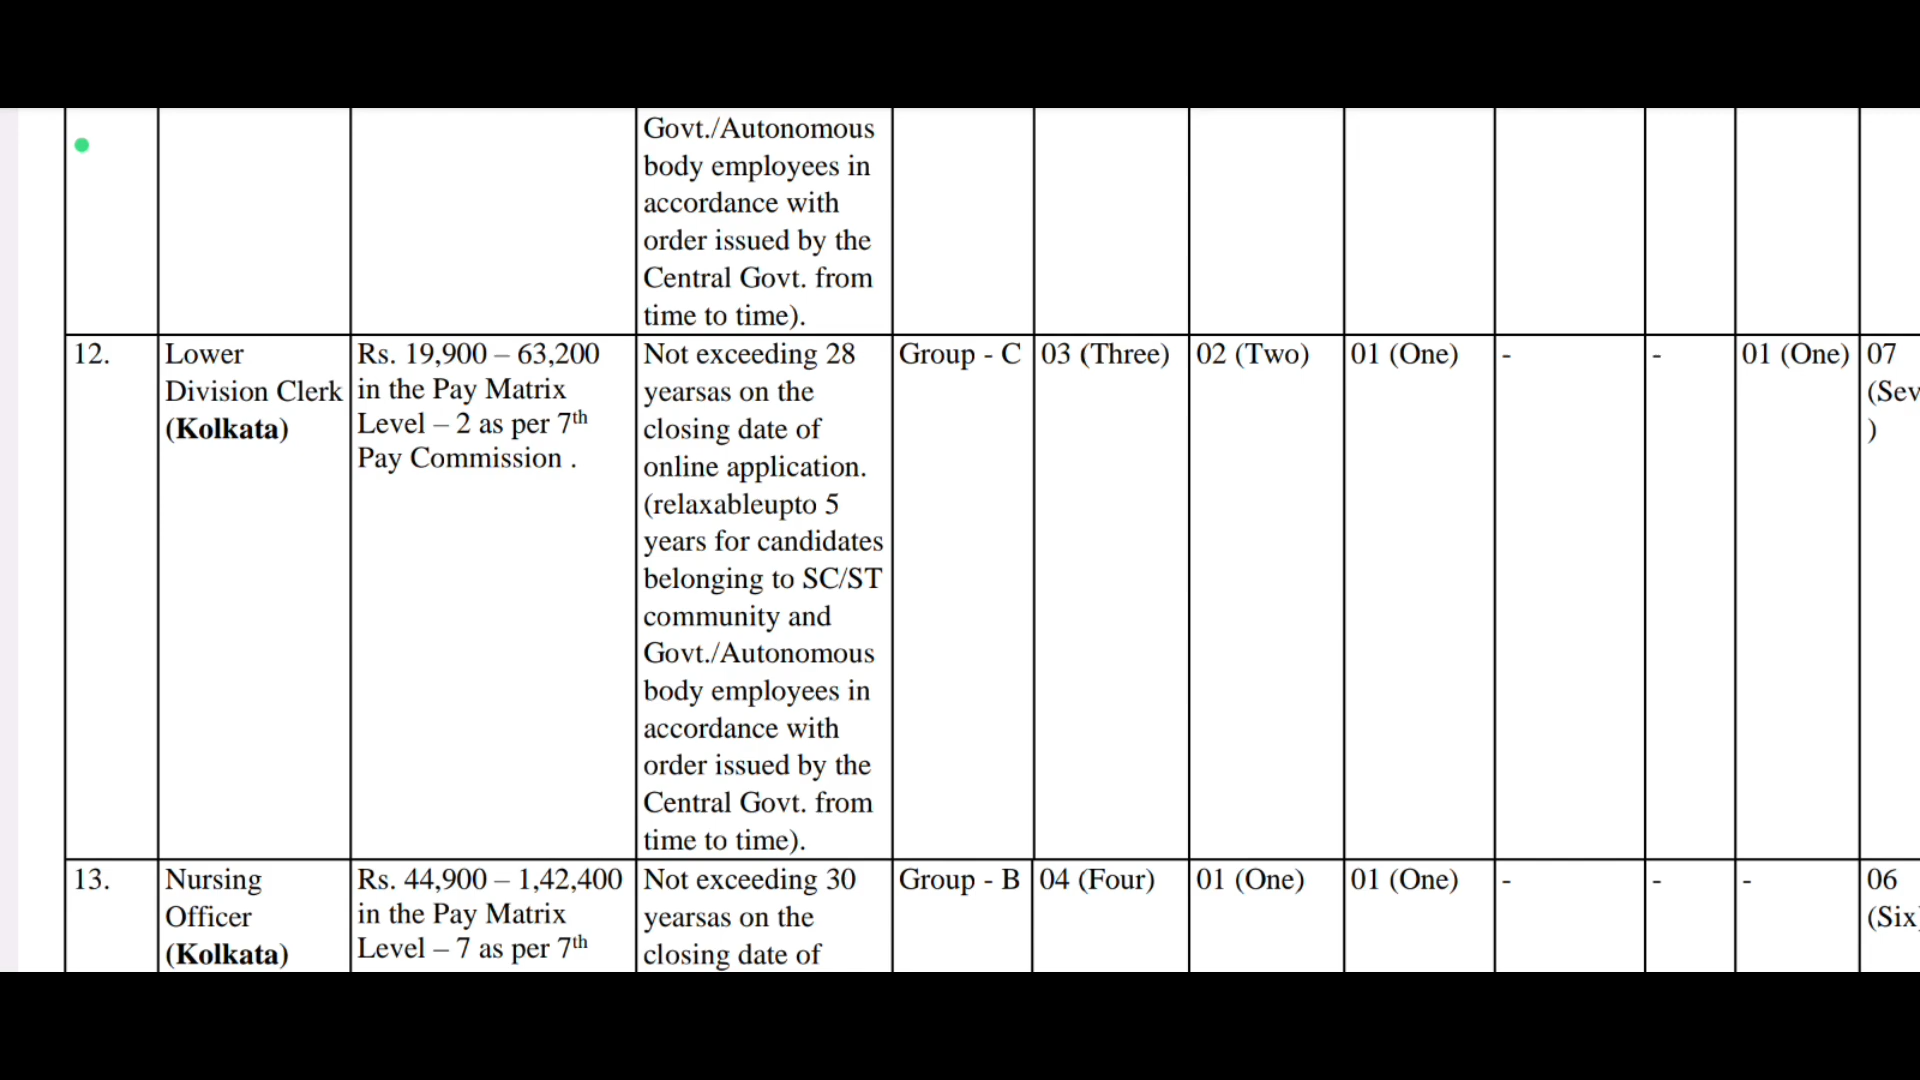 Govt./Autonomous
body employees in
accordance with
order issued by the
Central Govt. from
time to time).
12.
Lower
Division Clerk
(Kolkata)
Rs. 19,900 – 63,200
in the Pay Matrix
Level – 2 as per 7th
Pay Commission .
Not exceeding 28
yearsas on the
closing date of
online application.
(relaxableupto 5
years for candidates
belonging to SC/ST
community and
Govt./Autonomous
body employees in
accordance with
order issued by the
Central Govt. from
time to time).
Group - C
03 (Three)
02 (Two)
01 (One)
-
-
01 (One)
07
(Sev
)
13.
Nursing
Officer
(Kolkata)
Rs. 44,900 – 1,42,400
in the Pay Matrix
Level – 7 as per 7th
Not exceeding 30
yearsas on the
closing date of
Group - B
04 (Four)
01 (One)
01 (One)
-
-
-
06
(Six)